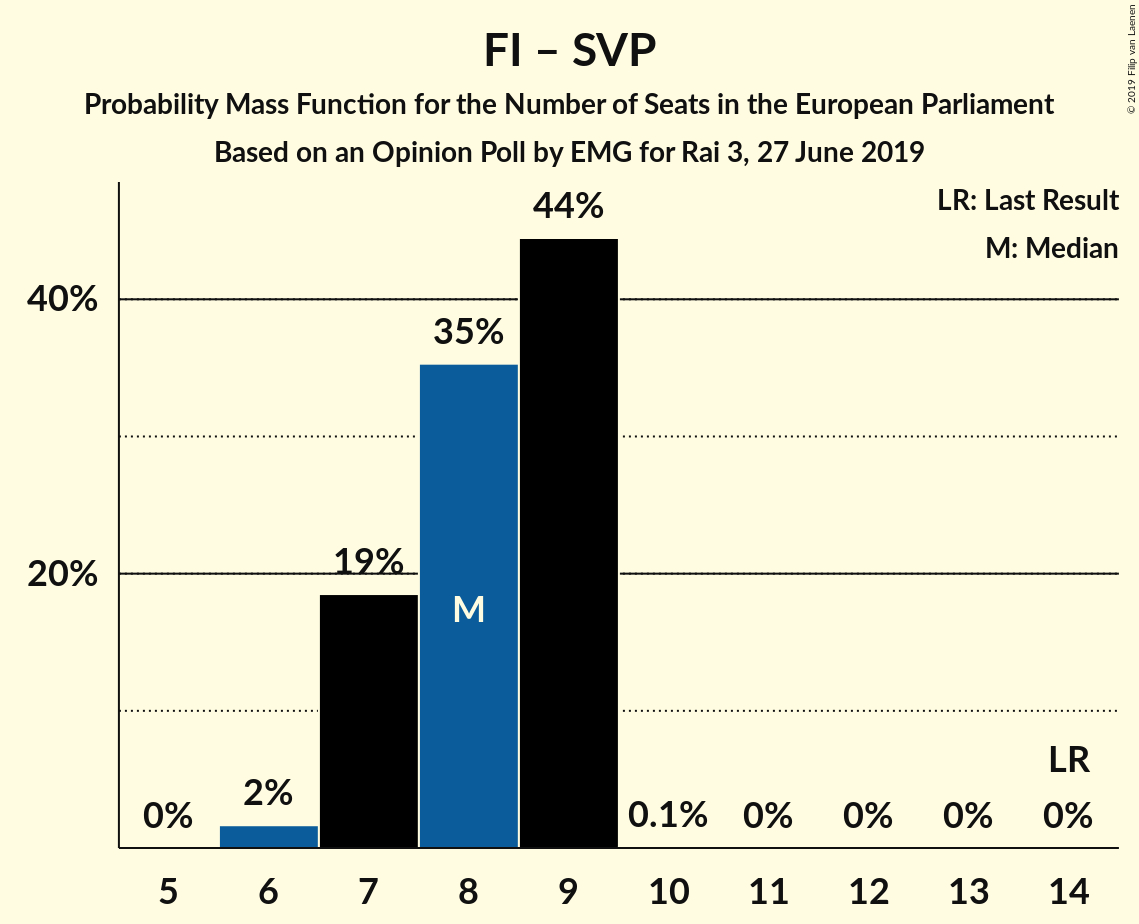 FI – SVP
Probability Mass Function for the Number of Seats in the European Parliament
Based on an Opinion Poll by EMG for Rai 3, 27 June 2019
© 2019 Filip van Laenen
LR: Last Result
M: Median
44%
40%
35%
19%
20%
M
LR
0%
2%
0.1%
0%
0%
0%
0%
5 6 7 8 9 10 11 12 13 14